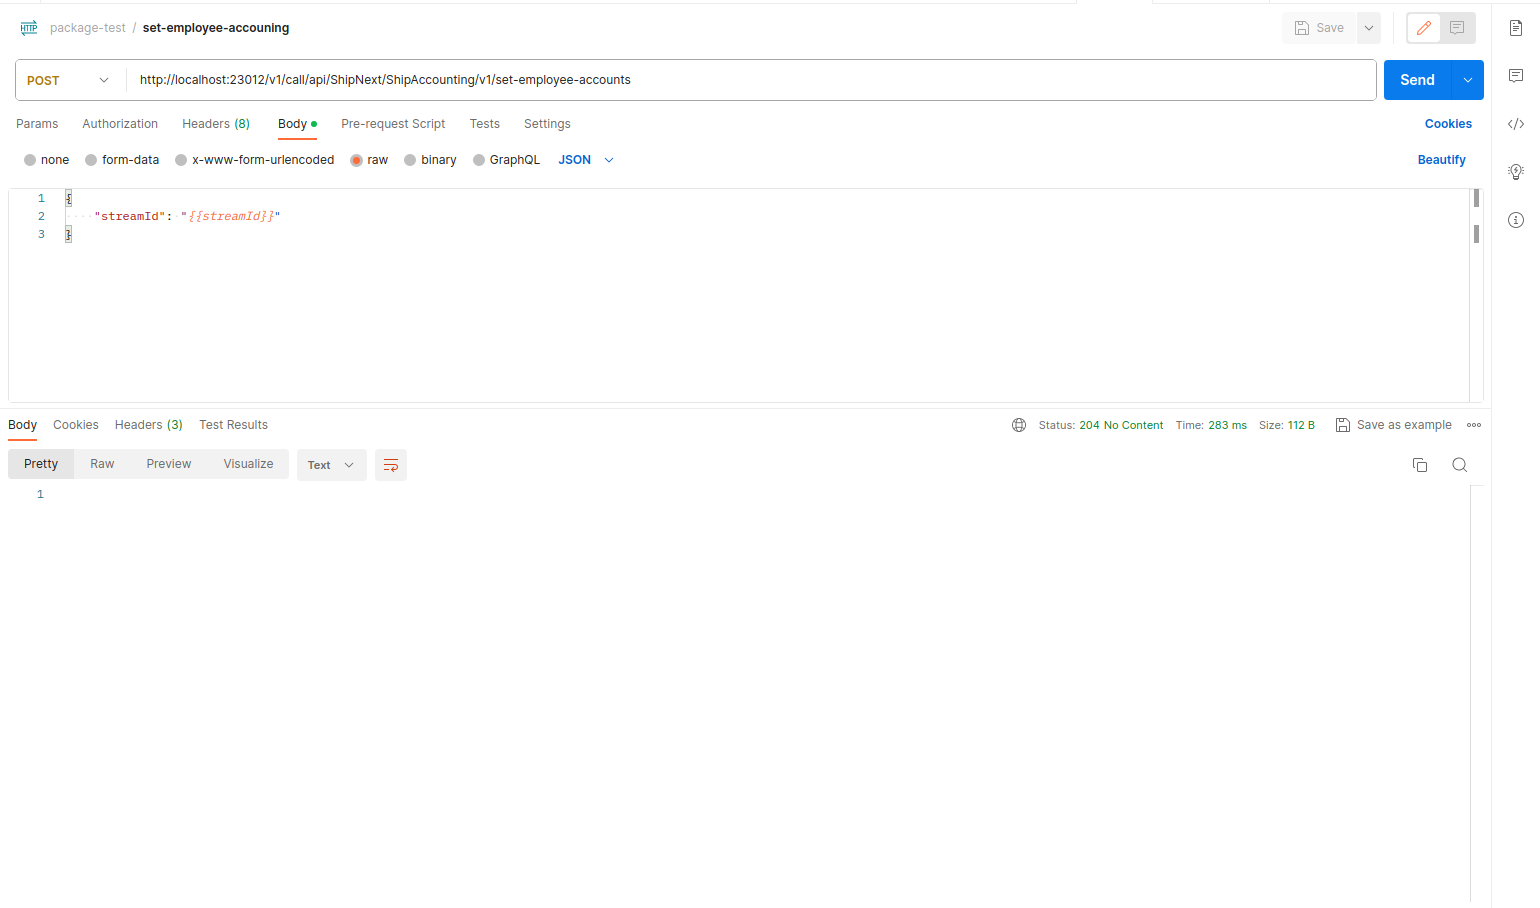 HTTP package-test / set-employee-accouning Save
POST http://localhost:23012/v1/call/api/ShipNext/ShipAccounting/v1/set-employee-accounts Send
Params Authorization Headers (8) Body Pre-request Script Tests Settings Cookies
none form-data x-www-form-urlencoded raw binary GraphQL JSON Beautify
1 {
2 "streamId": "{{streamId}}"
3 }
Body Cookies Headers (3) Test Results Status: 204 No Content Time: 283 ms Size: 112 B Save as example
Pretty Raw Preview Visualize Text
1